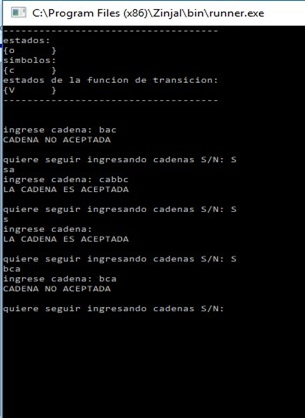 C:\Program Files (x86)\Zinjal\bin\runner.exe
------------------------------------
estados:
{o      }
simbolos:
{c      }
estados de la funcion de transicion:
{V      }
------------------------------------
ingrese cadena: bac
CADENA NO ACEPTADA
quiere seguir ingresando cadenas S/N: S
sa
ingrese cadena: cabbc
LA CADENA ES ACEPTADA
quiere seguir ingresando cadenas S/N: S
s
ingrese cadena:
LA CADENA ES ACEPTADA
quiere seguir ingresando cadenas S/N: S
bca
ingrese cadena: bca
CADENA NO ACEPTADA
quiere seguir ingresando cadenas S/N: